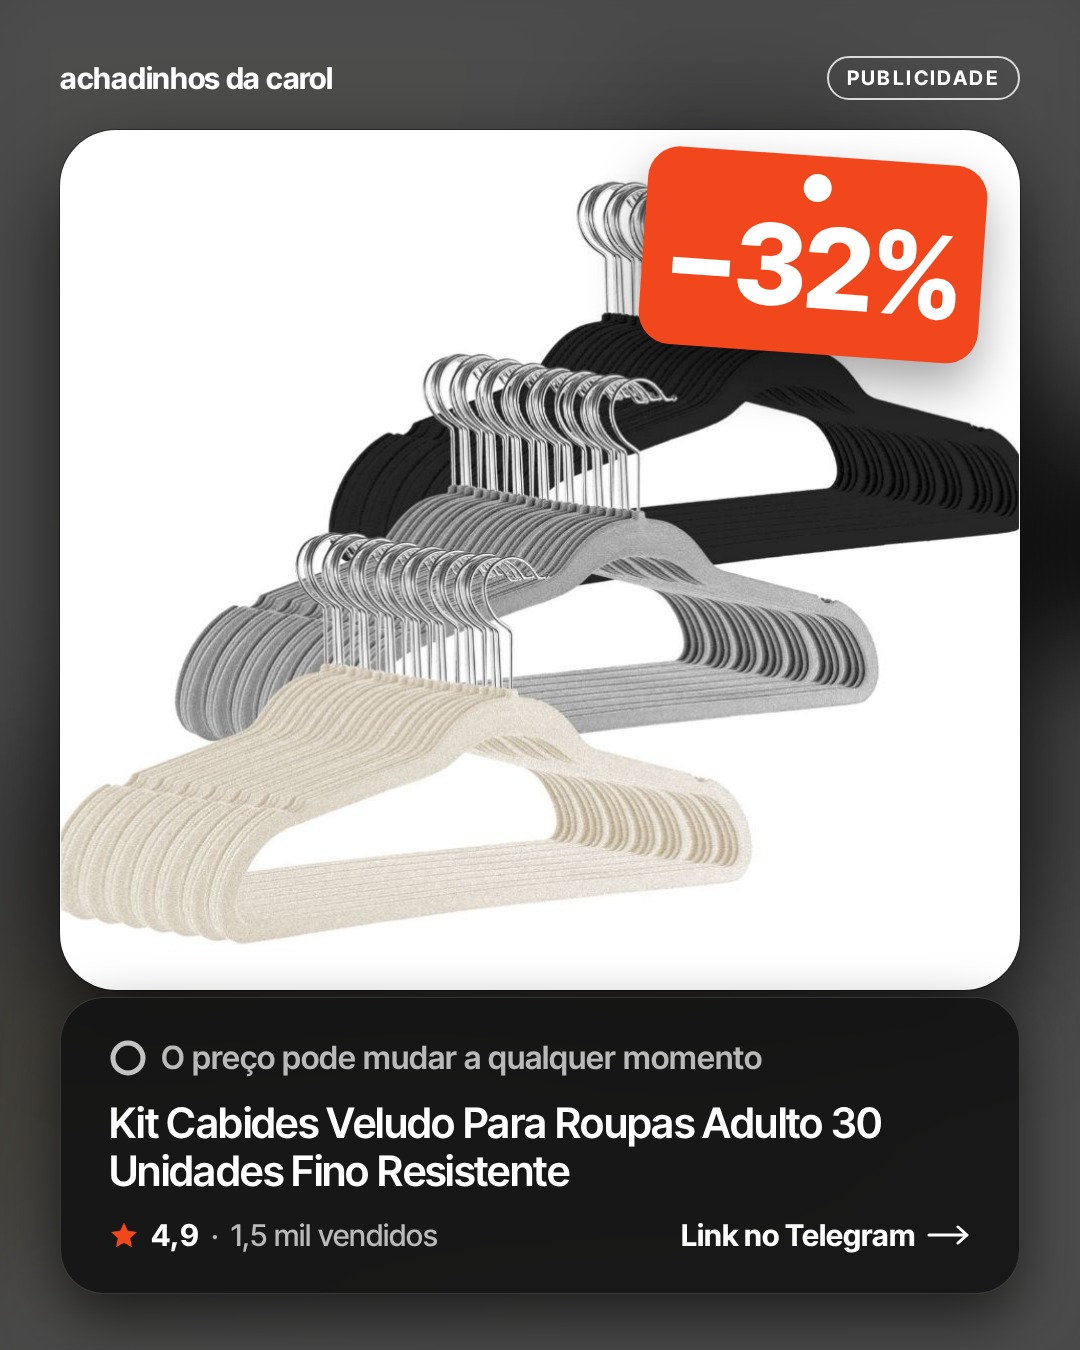 achadinhos da carol
PUBLICIDADE
-32%
O preço pode mudar a qualquer momento
Kit Cabides Veludo Para Roupas Adulto 30
Unidades Fino Resistente
4,9 · 1,5 mil vendidos
Link no Telegram →